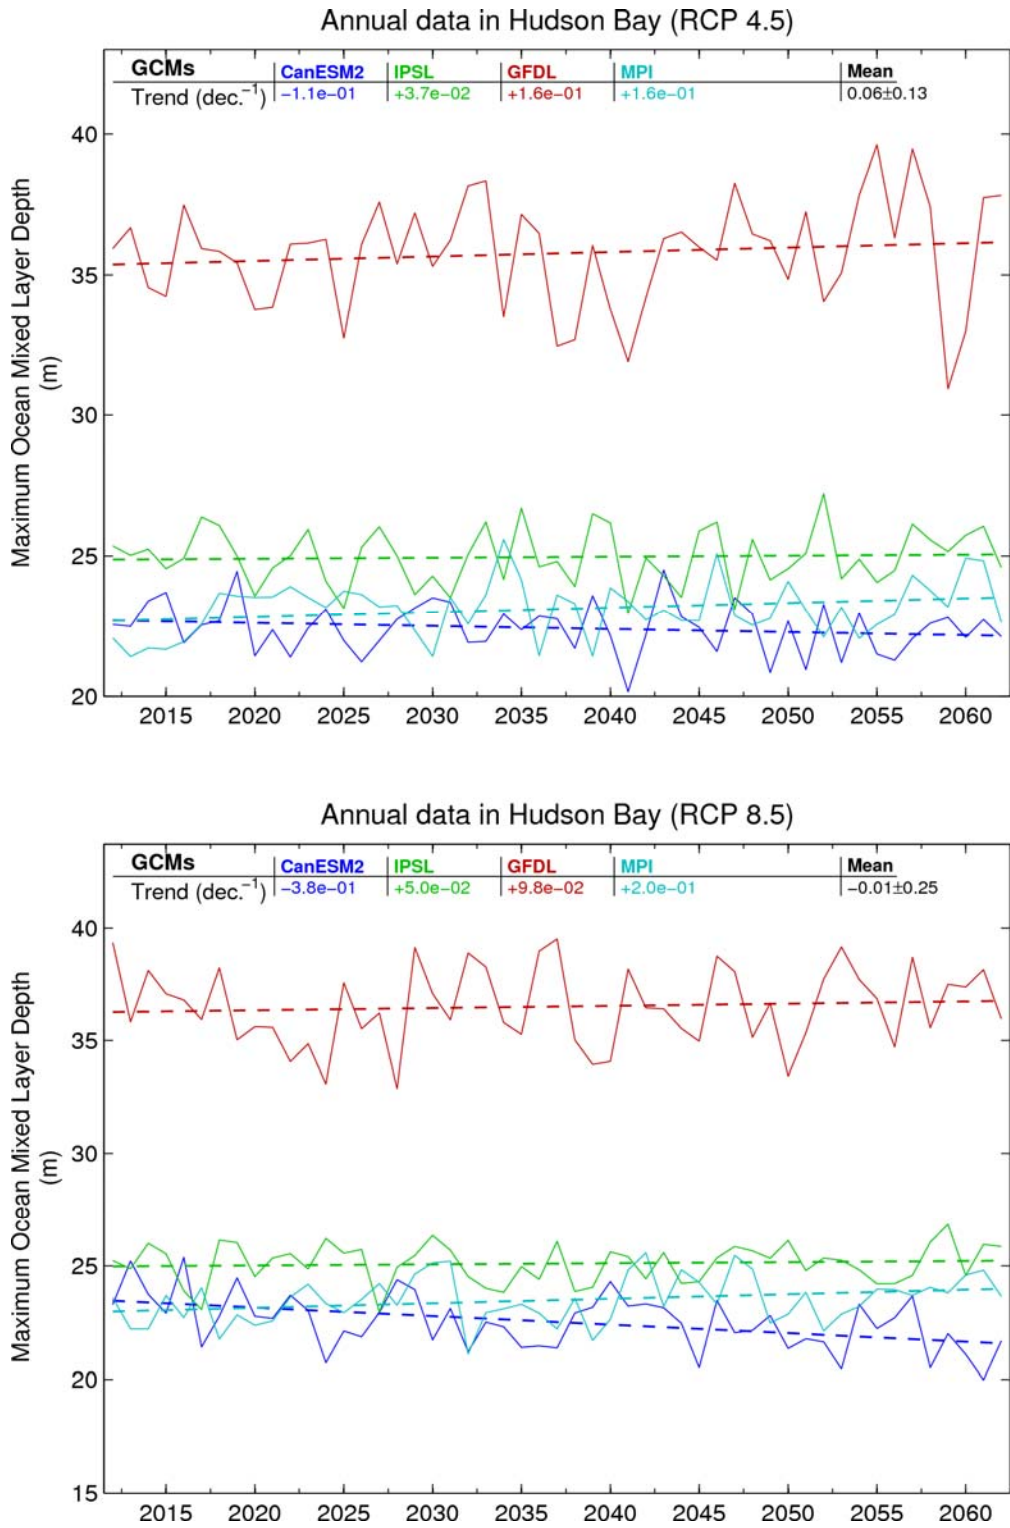 Annual data in Hudson Bay (RCP 4.5)
GCMs CanESM2 IPSL GFDL MPI Mean
Trend (dec.⁻¹) −1.1e−01 +3.7e−02 +1.6e−01 +1.6e−01 0.06±0.13
Maximum Ocean Mixed Layer Depth
(m)
40
35
30
25
20
2015 2020 2025 2030 2035 2040 2045 2050 2055 2060
Annual data in Hudson Bay (RCP 8.5)
GCMs CanESM2 IPSL GFDL MPI Mean
Trend (dec.⁻¹) −3.8e−01 +5.0e−02 +9.8e−02 +2.0e−01 −0.01±0.25
Maximum Ocean Mixed Layer Depth
(m)
40
35
30
25
20
15
2015 2020 2025 2030 2035 2040 2045 2050 2055 2060